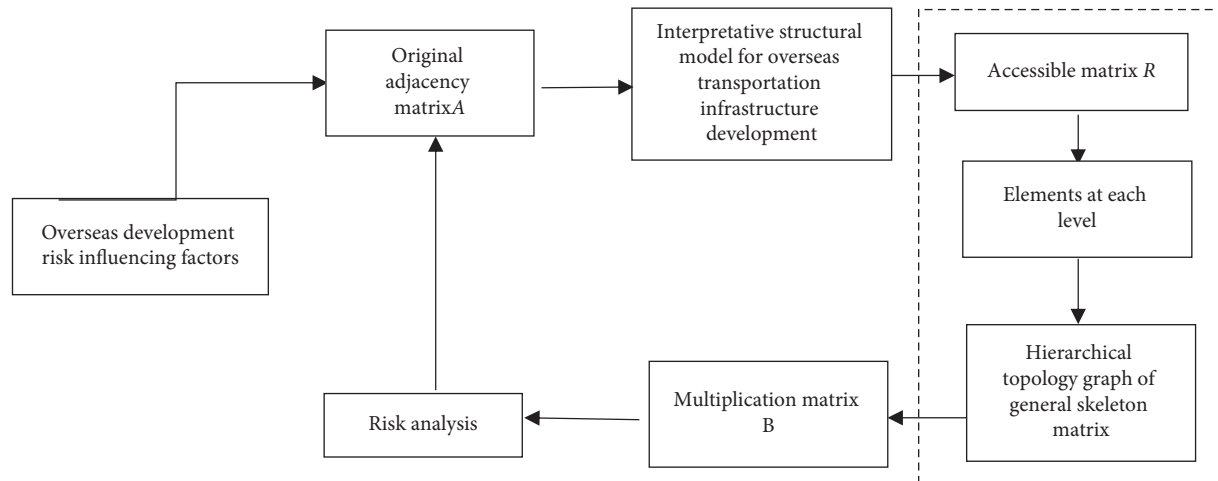 Overseas development
risk influencing factors
Original
adjacency
matrixA
Interpretative structural
model for overseas
transportation
infrastructure
development
Accessible matrix R
Elements at each
level
Hierarchical
topology graph of
general skeleton
matrix
Multiplication matrix
B
Risk analysis